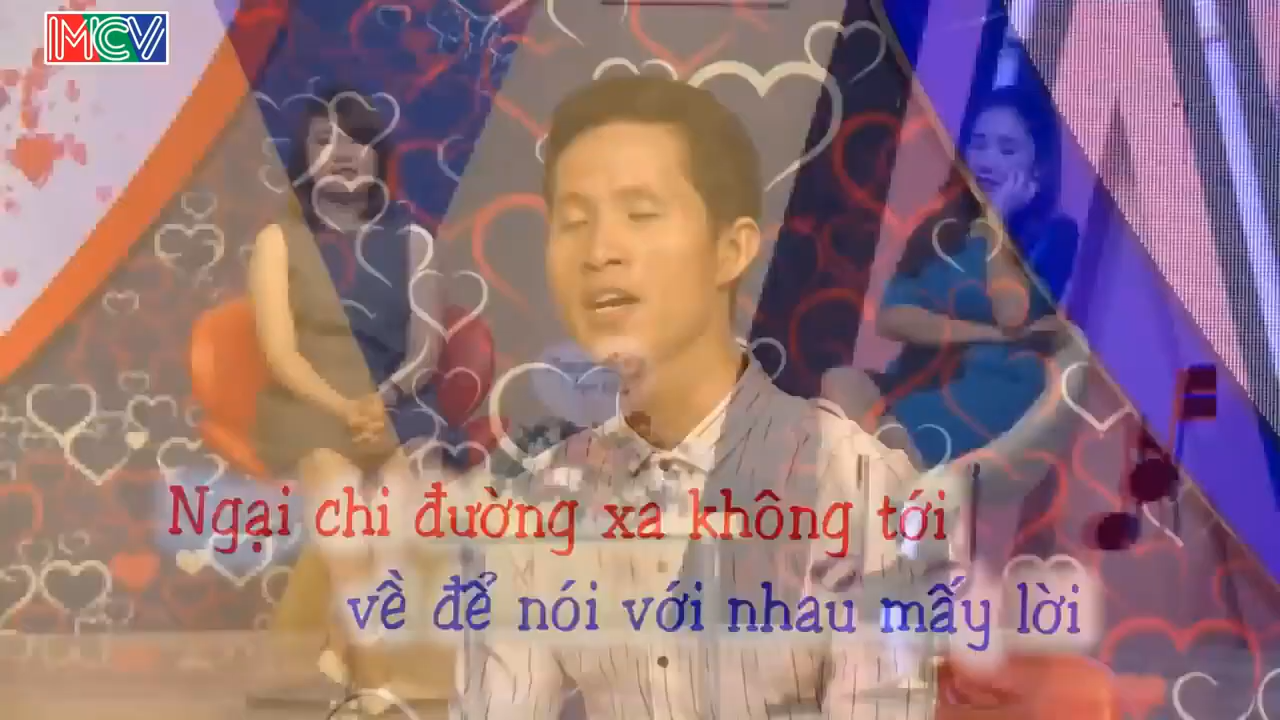 MCV
Ngại chi đường xa không tới
về để nói với nhau mấy lời